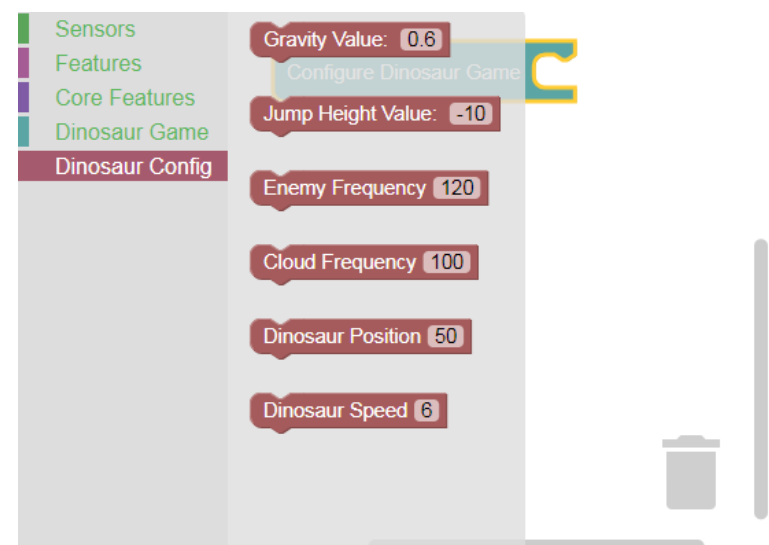 Sensors
Features
Core Features
Dinosaur Game
Dinosaur Config
Gravity Value: 0.6
Configure Dinosaur Game
Jump Height Value: -10
Enemy Frequency 120
Cloud Frequency 100
Dinosaur Position 50
Dinosaur Speed 6